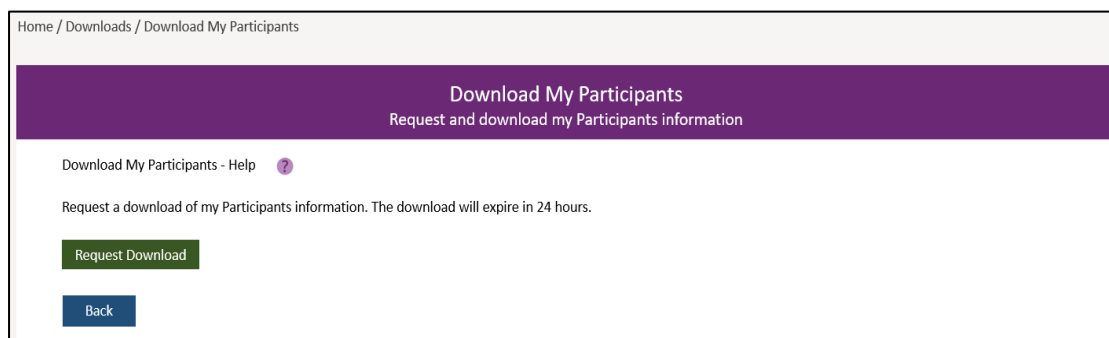 Home / Downloads / Download My Participants
Download My Participants
Request and download my Participants information
Download My Participants - Help ?
Request a download of my Participants information. The download will expire in 24 hours.
Request Download
Back